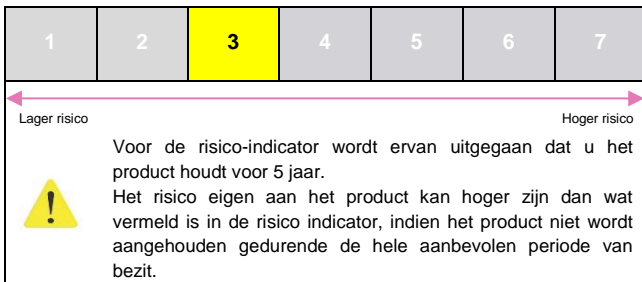 1 2 3 4 5 6 7
Lager risico Hoger risico
Voor de risico-indicator wordt ervan uitgegaan dat u het
product houdt voor 5 jaar.
Het risico eigen aan het product kan hoger zijn dan wat
vermeld is in de risico indicator, indien het product niet wordt
aangehouden gedurende de hele aanbevolen periode van
bezit.